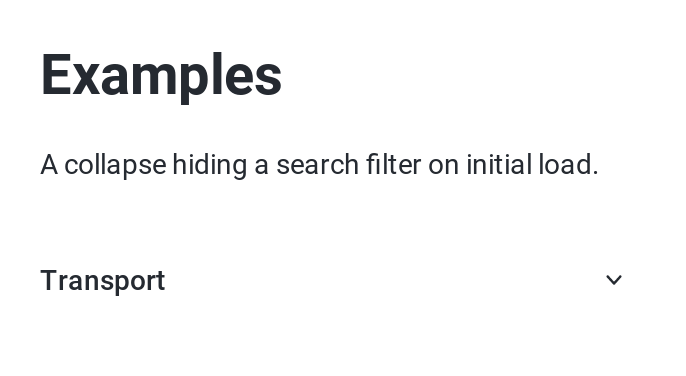 Examples
A collapse hiding a search filter on initial load.
Transport